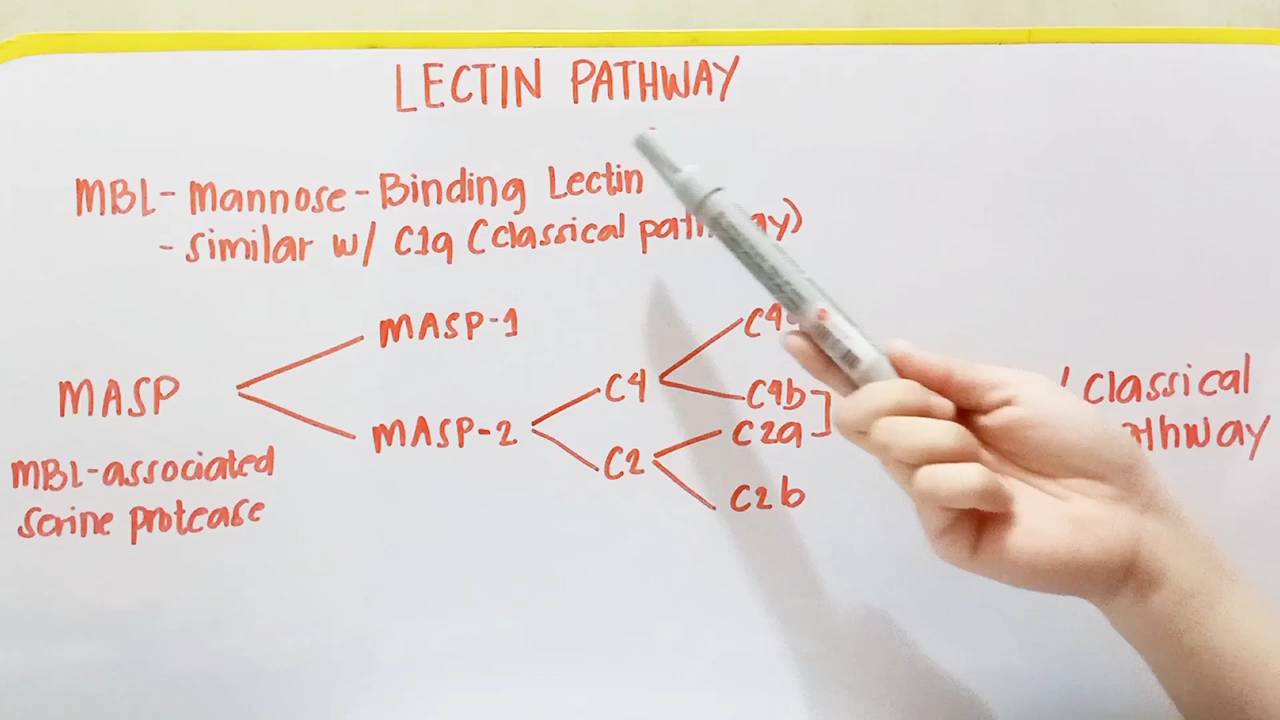 LECTIN PATHWAY
MBL - Mannose - Binding Lectin
- similar w/ C1q (classical
MASP
MBL-associated
serine protease
MASP-1
MASP-2
C4
C2
C4b
C2a
C2b
classical